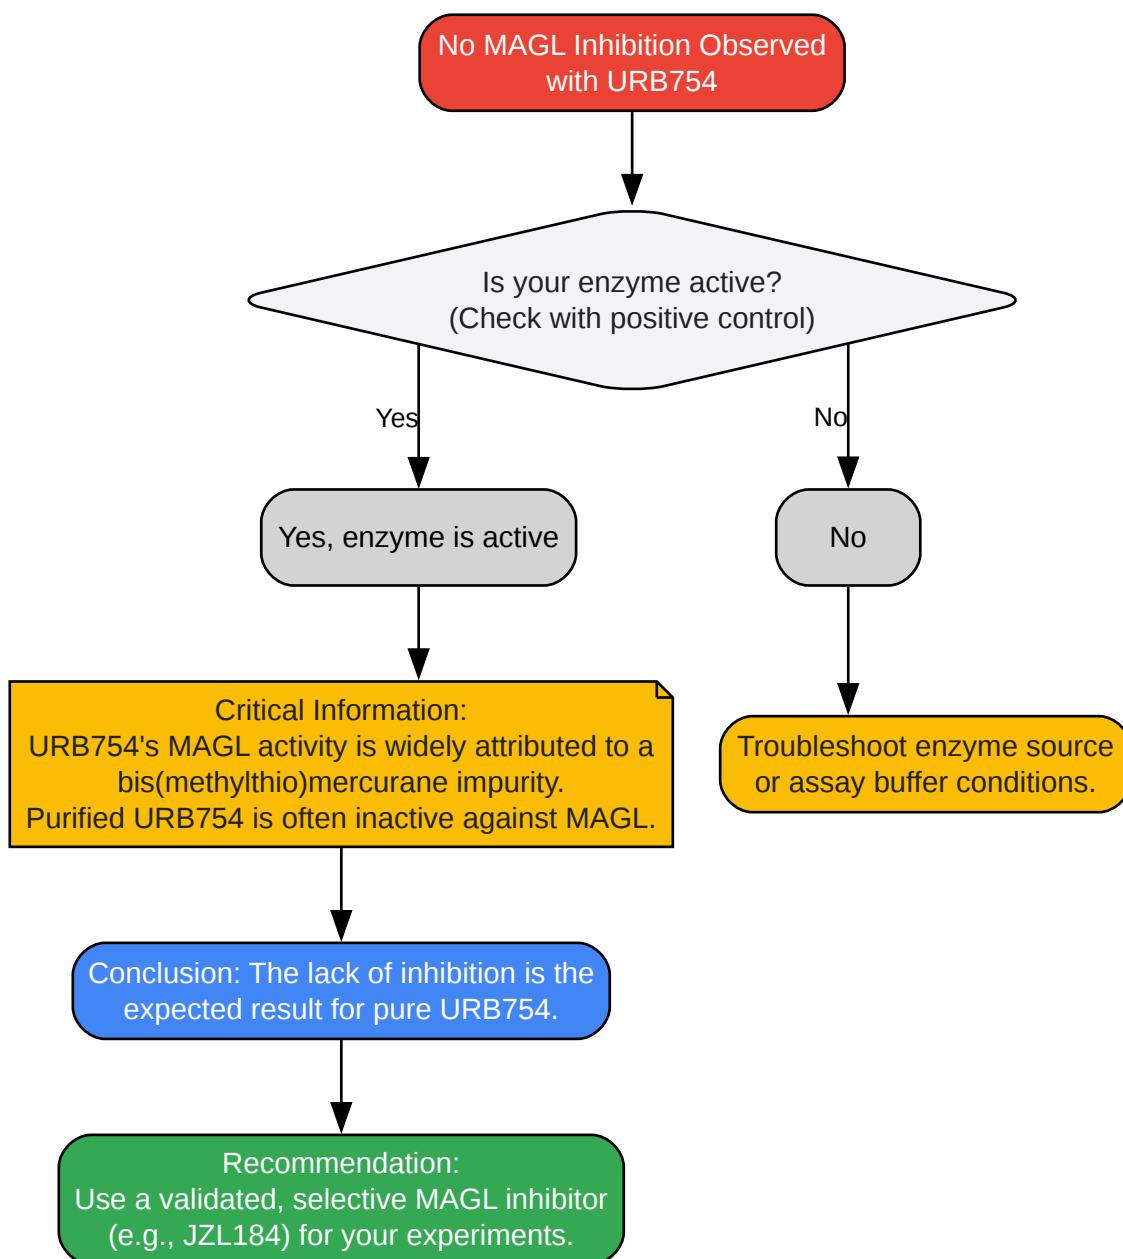 No MAGL Inhibition Observed
with URB754
Is your enzyme active?
(Check with positive control)
Yes
No
Yes, enzyme is active
No
Critical Information:
URB754's MAGL activity is widely attributed to a
bis(methylthio)mercurane impurity.
Purified URB754 is often inactive against MAGL.
Troubleshoot enzyme source
or assay buffer conditions.
Conclusion: The lack of inhibition is the
expected result for pure URB754.
Recommendation:
Use a validated, selective MAGL inhibitor
(e.g., JZL184) for your experiments.